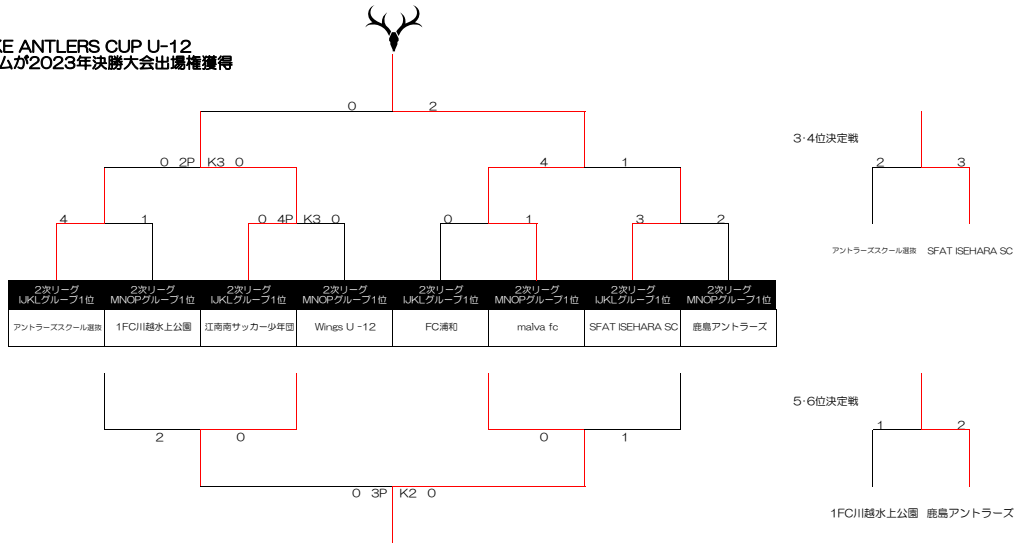 KE ANTLERS CUP U-12
ムが2023年決勝大会出場権獲得
0 2
3・4位決定戦
0 2P K3 0
4 1
2 3
4 1
0 4P K3 0
0 1
3 2
アントラーズスクール選抜 SFAT ISEHARA SC
2次リーグ
IJKLグループ1位
2次リーグ
MNOPグループ1位
2次リーグ
IJKLグループ1位
2次リーグ
MNOPグループ1位
2次リーグ
IJKLグループ1位
2次リーグ
MNOPグループ1位
2次リーグ
IJKLグループ1位
2次リーグ
MNOPグループ1位
アントラーズスクール選抜
1FC川越水上公園
江南南サッカー少年団
Wings U -12
FC浦和
malva fc
SFAT ISEHARA SC
鹿島アントラーズ
5・6位決定戦
2 0
0 1
1 2
0 3P K2 0
1FC川越水上公園 鹿島アントラーズ